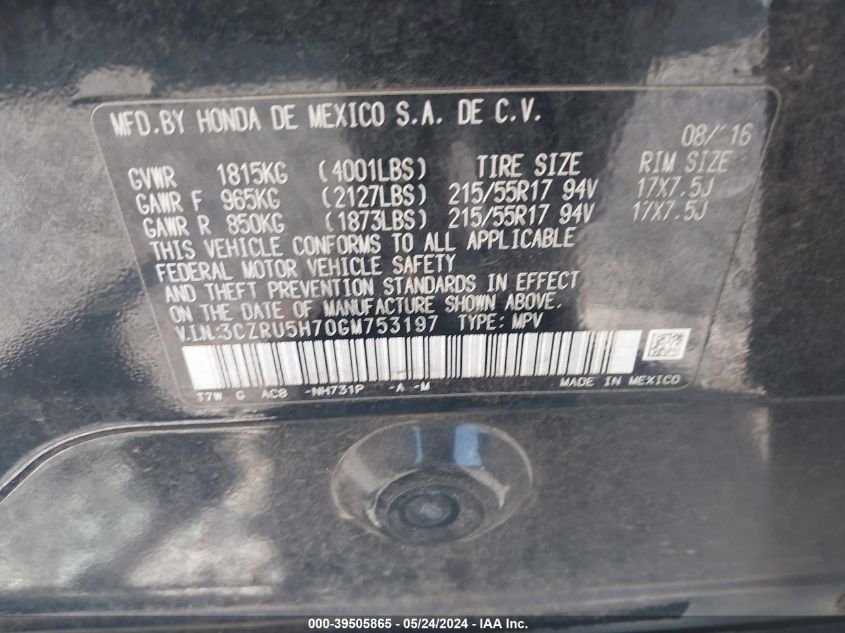 MFD.BY HONDA DE MEXICO S.A. DE C.V.
08/'16
GVWR 1815KG (4001LBS) TIRE SIZE RIM SIZE
GAWR F 965KG (2127LBS) 215/55R17 94V 17X7.5J
GAWR R 850KG (1873LBS) 215/55R17 94V 17X7.5J
THIS VEHICLE CONFORMS TO ALL APPLICABLE
FEDERAL MOTOR VEHICLE SAFETY
AND THEFT PREVENTION STANDARDS IN EFFECT
ON THE DATE OF MANUFACTURE SHOWN ABOVE.
V.I.N.:3CZRU5H70GM753197 TYPE: MPV
T7W G AC8 -NH731P -A -M MADE IN MEXICO
000-39505865 - 05/24/2024 - IAAI, Inc.